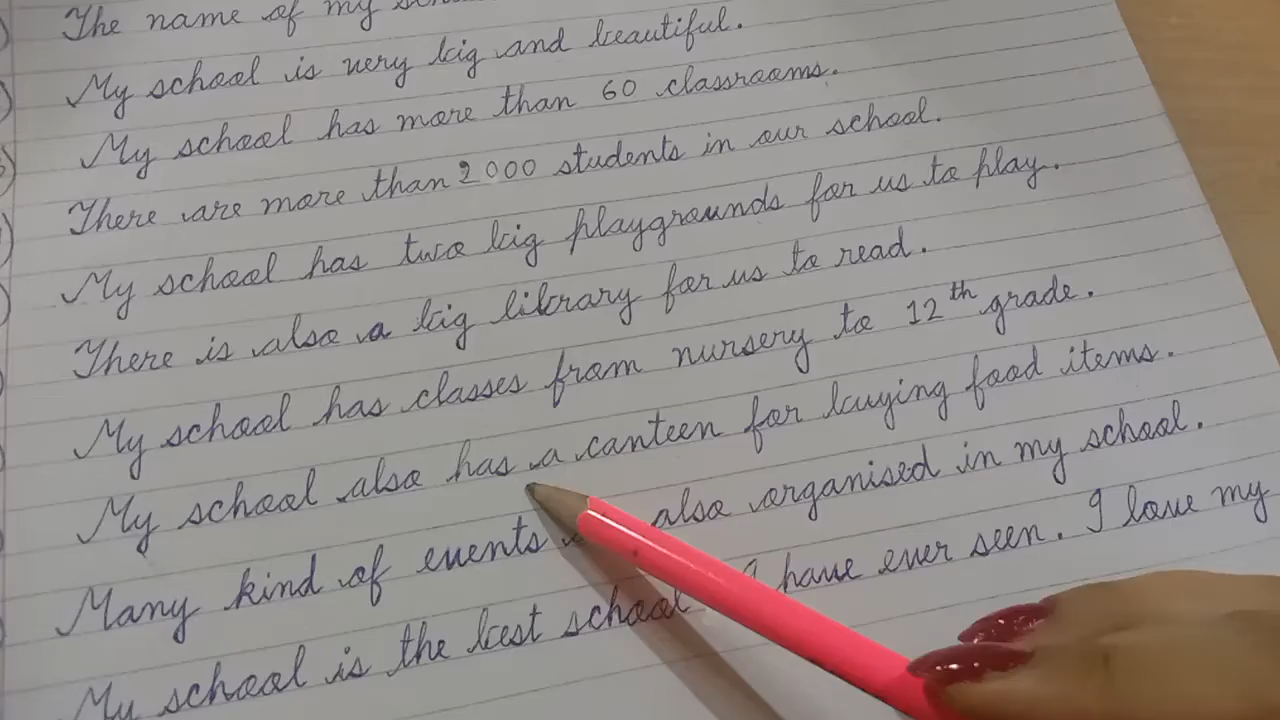 The name of my
My school is very big and beautiful.
My school has more than 60 classrooms.
There are more than 2000 students in our school.
My school has two big playgrounds for us to play.
There is also a big library for us to read.
My school has classes from nursery to 12th grade.
My school also has a canteen for buying food items.
Many kind of events also organised in my school.
My school is the best school I have ever seen. I love my